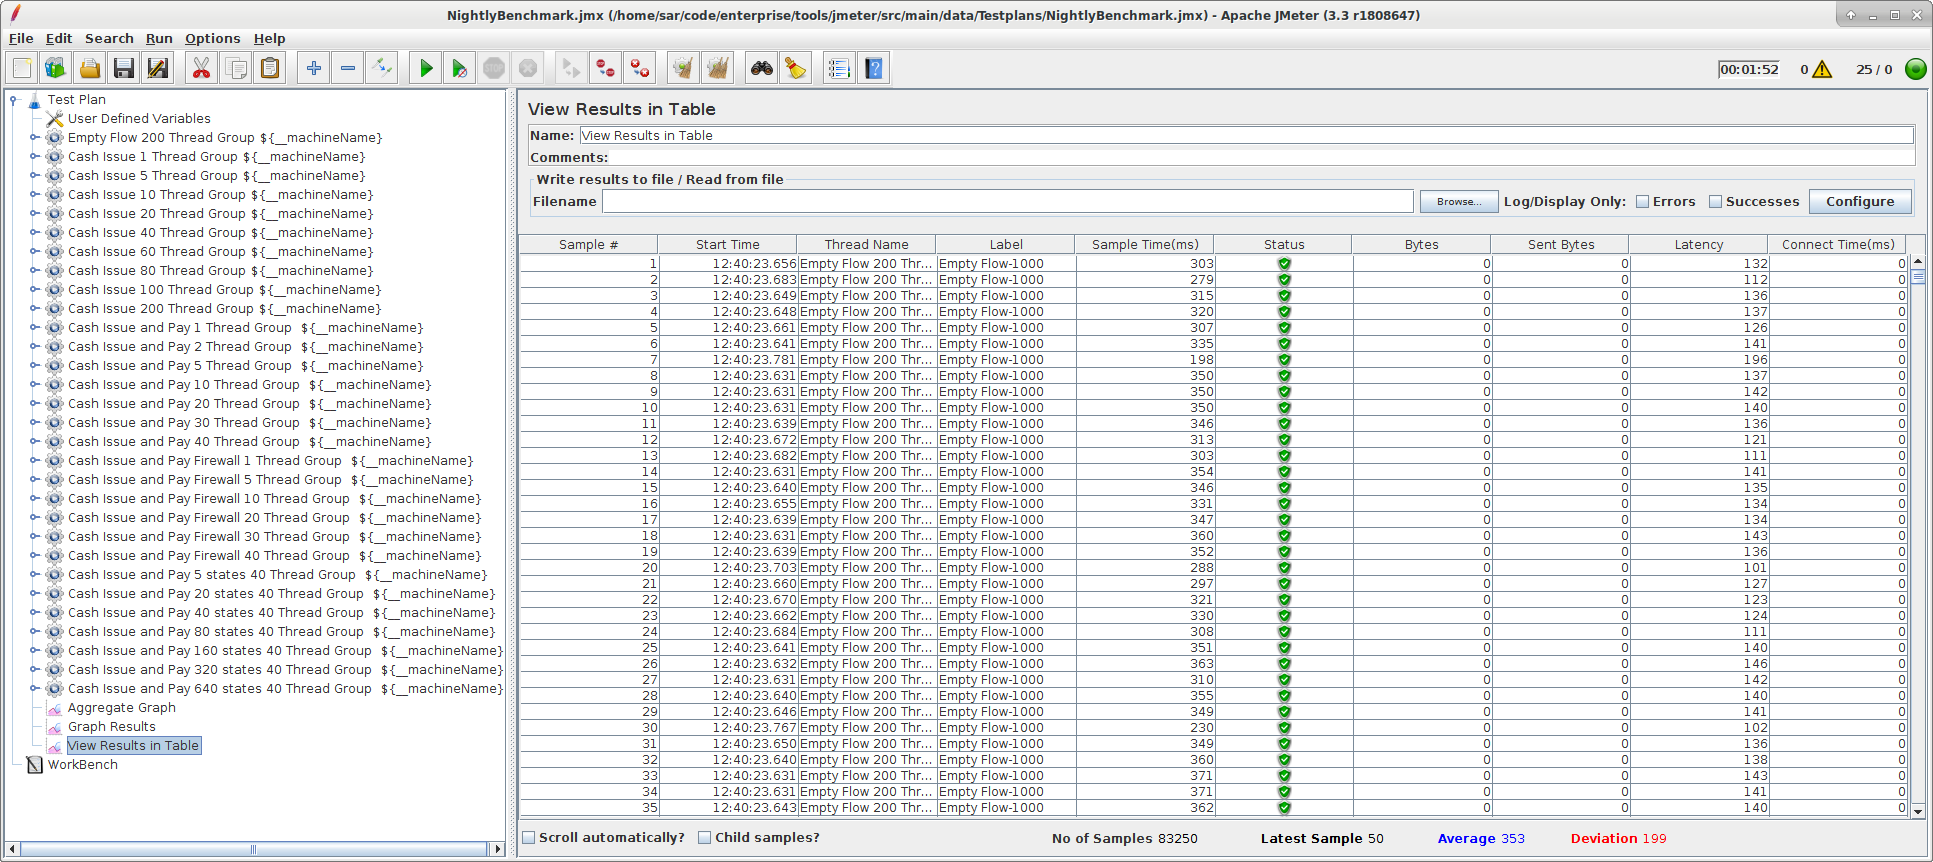 NightlyBenchmark.jmx (/home/sar/code/enterprise/tools/jmeter/src/main/data/Testplans/NightlyBenchmark.jmx) - Apache JMeter (3.3 r1808647)
File Edit Search Run Options Help
00:01:52 0 25 / 0
Test Plan
User Defined Variables
Empty Flow 200 Thread Group ${__machineName}
Cash Issue 1 Thread Group ${__machineName}
Cash Issue 5 Thread Group ${__machineName}
Cash Issue 10 Thread Group ${__machineName}
Cash Issue 20 Thread Group ${__machineName}
Cash Issue 40 Thread Group ${__machineName}
Cash Issue 60 Thread Group ${__machineName}
Cash Issue 80 Thread Group ${__machineName}
Cash Issue 100 Thread Group ${__machineName}
Cash Issue 200 Thread Group ${__machineName}
Cash Issue and Pay 1 Thread Group ${__machineName}
Cash Issue and Pay 2 Thread Group ${__machineName}
Cash Issue and Pay 5 Thread Group ${__machineName}
Cash Issue and Pay 10 Thread Group ${__machineName}
Cash Issue and Pay 20 Thread Group ${__machineName}
Cash Issue and Pay 30 Thread Group ${__machineName}
Cash Issue and Pay 40 Thread Group ${__machineName}
Cash Issue and Pay Firewall 1 Thread Group ${__machineName}
Cash Issue and Pay Firewall 5 Thread Group ${__machineName}
Cash Issue and Pay Firewall 10 Thread Group ${__machineName}
Cash Issue and Pay Firewall 20 Thread Group ${__machineName}
Cash Issue and Pay Firewall 30 Thread Group ${__machineName}
Cash Issue and Pay Firewall 40 Thread Group ${__machineName}
Cash Issue and Pay 5 states 40 Thread Group ${__machineName}
Cash Issue and Pay 20 states 40 Thread Group ${__machineName}
Cash Issue and Pay 40 states 40 Thread Group ${__machineName}
Cash Issue and Pay 80 states 40 Thread Group ${__machineName}
Cash Issue and Pay 160 states 40 Thread Group ${__machineName}
Cash Issue and Pay 320 states 40 Thread Group ${__machineName}
Cash Issue and Pay 640 states 40 Thread Group ${__machineName}
Aggregate Graph
Graph Results
View Results in Table
WorkBench
View Results in Table
Name: View Results in Table
Comments:
Write results to file / Read from file
Filename Browse... Log/Display Only: Errors Successes Configure
Sample # Start Time Thread Name Label Sample Time(ms) Status Bytes Sent Bytes Latency Connect Time(ms)
1 12:40:23.656 Empty Flow 200 Thr... Empty Flow-1000 303 0 0 132 0
2 12:40:23.683 Empty Flow 200 Thr... Empty Flow-1000 279 0 0 112 0
3 12:40:23.649 Empty Flow 200 Thr... Empty Flow-1000 315 0 0 136 0
4 12:40:23.648 Empty Flow 200 Thr... Empty Flow-1000 320 0 0 137 0
5 12:40:23.661 Empty Flow 200 Thr... Empty Flow-1000 307 0 0 126 0
6 12:40:23.641 Empty Flow 200 Thr... Empty Flow-1000 335 0 0 141 0
7 12:40:23.781 Empty Flow 200 Thr... Empty Flow-1000 198 0 0 196 0
8 12:40:23.631 Empty Flow 200 Thr... Empty Flow-1000 350 0 0 137 0
9 12:40:23.631 Empty Flow 200 Thr... Empty Flow-1000 350 0 0 142 0
10 12:40:23.631 Empty Flow 200 Thr... Empty Flow-1000 350 0 0 140 0
11 12:40:23.639 Empty Flow 200 Thr... Empty Flow-1000 346 0 0 136 0
12 12:40:23.672 Empty Flow 200 Thr... Empty Flow-1000 313 0 0 121 0
13 12:40:23.682 Empty Flow 200 Thr... Empty Flow-1000 303 0 0 111 0
14 12:40:23.631 Empty Flow 200 Thr... Empty Flow-1000 354 0 0 141 0
15 12:40:23.640 Empty Flow 200 Thr... Empty Flow-1000 346 0 0 135 0
16 12:40:23.655 Empty Flow 200 Thr... Empty Flow-1000 331 0 0 134 0
17 12:40:23.639 Empty Flow 200 Thr... Empty Flow-1000 347 0 0 134 0
18 12:40:23.631 Empty Flow 200 Thr... Empty Flow-1000 360 0 0 143 0
19 12:40:23.639 Empty Flow 200 Thr... Empty Flow-1000 352 0 0 136 0
20 12:40:23.703 Empty Flow 200 Thr... Empty Flow-1000 288 0 0 101 0
21 12:40:23.660 Empty Flow 200 Thr... Empty Flow-1000 297 0 0 127 0
22 12:40:23.670 Empty Flow 200 Thr... Empty Flow-1000 321 0 0 123 0
23 12:40:23.662 Empty Flow 200 Thr... Empty Flow-1000 330 0 0 124 0
24 12:40:23.684 Empty Flow 200 Thr... Empty Flow-1000 308 0 0 111 0
25 12:40:23.641 Empty Flow 200 Thr... Empty Flow-1000 351 0 0 140 0
26 12:40:23.632 Empty Flow 200 Thr... Empty Flow-1000 363 0 0 146 0
27 12:40:23.631 Empty Flow 200 Thr... Empty Flow-1000 310 0 0 142 0
28 12:40:23.640 Empty Flow 200 Thr... Empty Flow-1000 355 0 0 140 0
29 12:40:23.646 Empty Flow 200 Thr... Empty Flow-1000 349 0 0 141 0
30 12:40:23.767 Empty Flow 200 Thr... Empty Flow-1000 230 0 0 102 0
31 12:40:23.650 Empty Flow 200 Thr... Empty Flow-1000 349 0 0 136 0
32 12:40:23.640 Empty Flow 200 Thr... Empty Flow-1000 360 0 0 138 0
33 12:40:23.631 Empty Flow 200 Thr... Empty Flow-1000 371 0 0 143 0
34 12:40:23.631 Empty Flow 200 Thr... Empty Flow-1000 371 0 0 141 0
35 12:40:23.643 Empty Flow 200 Thr... Empty Flow-1000 362 0 0 140 0
Scroll automatically? Child samples? No of Samples 83250 Latest Sample 50 Average 353 Deviation 199